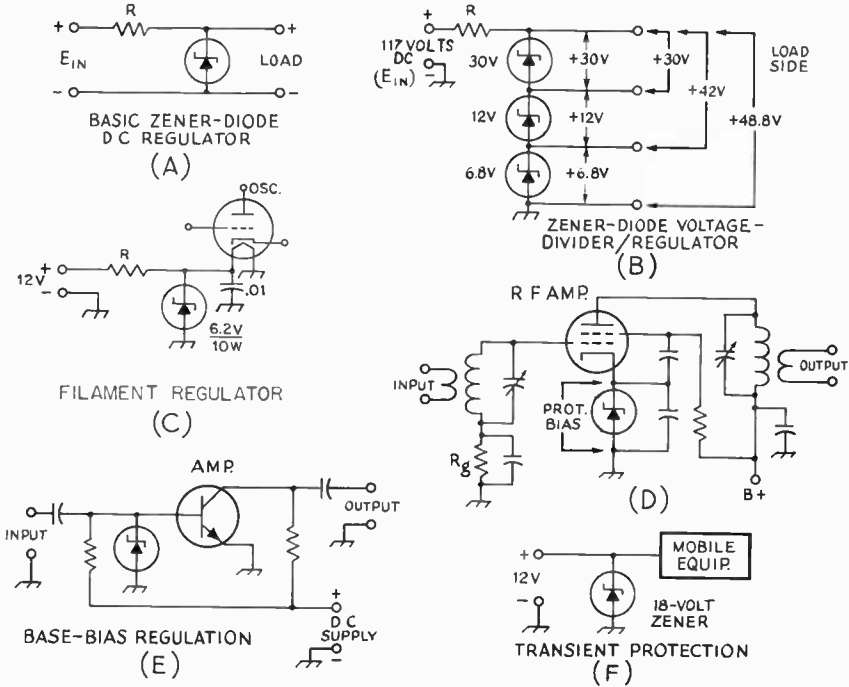 R
+
+
E_IN
LOAD
-
-
BASIC ZENER-DIODE
DC REGULATOR
(A)
+
R
117 VOLTS
DC
(E_IN)
-
30V
12V
6.8V
+30V
+12V
+6.8V
+30V
+42V
+48.8V
LOAD
SIDE
ZENER-DIODE VOLTAGE-
DIVIDER/REGULATOR
(B)
OSC.
R
+
12V
-
.01
6.2V
10W
FILAMENT REGULATOR
(C)
RF AMP.
INPUT
PROT.
BIAS
Rg
OUTPUT
B+
(D)
AMP.
INPUT
OUTPUT
+
DC
SUPPLY
-
BASE-BIAS REGULATION
(E)
+
12V
-
MOBILE
EQUIP.
18-VOLT
ZENER
TRANSIENT PROTECTION
(F)